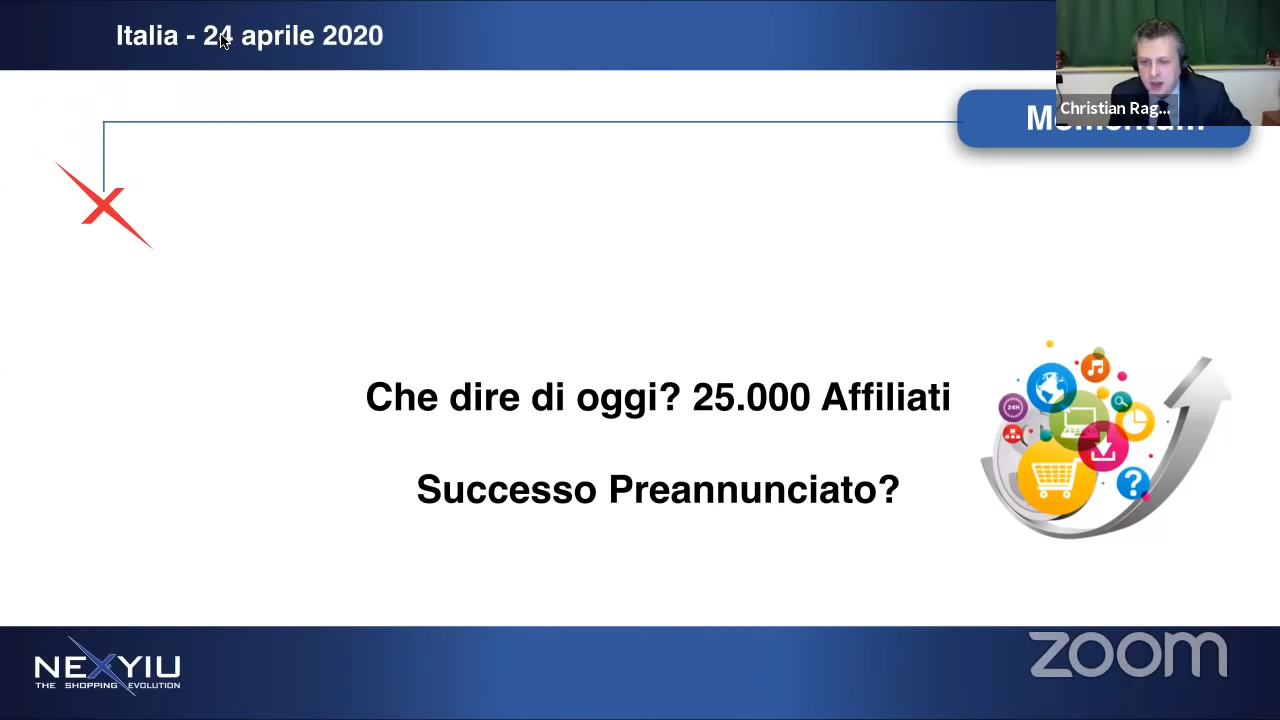 Italia - 24 aprile 2020
Christian Rag...
Che dire di oggi? 25.000 Affiliati
24H
Successo Preannunciato?
?
NEXYIU
THE SHOPPING EVOLUTION
zoom